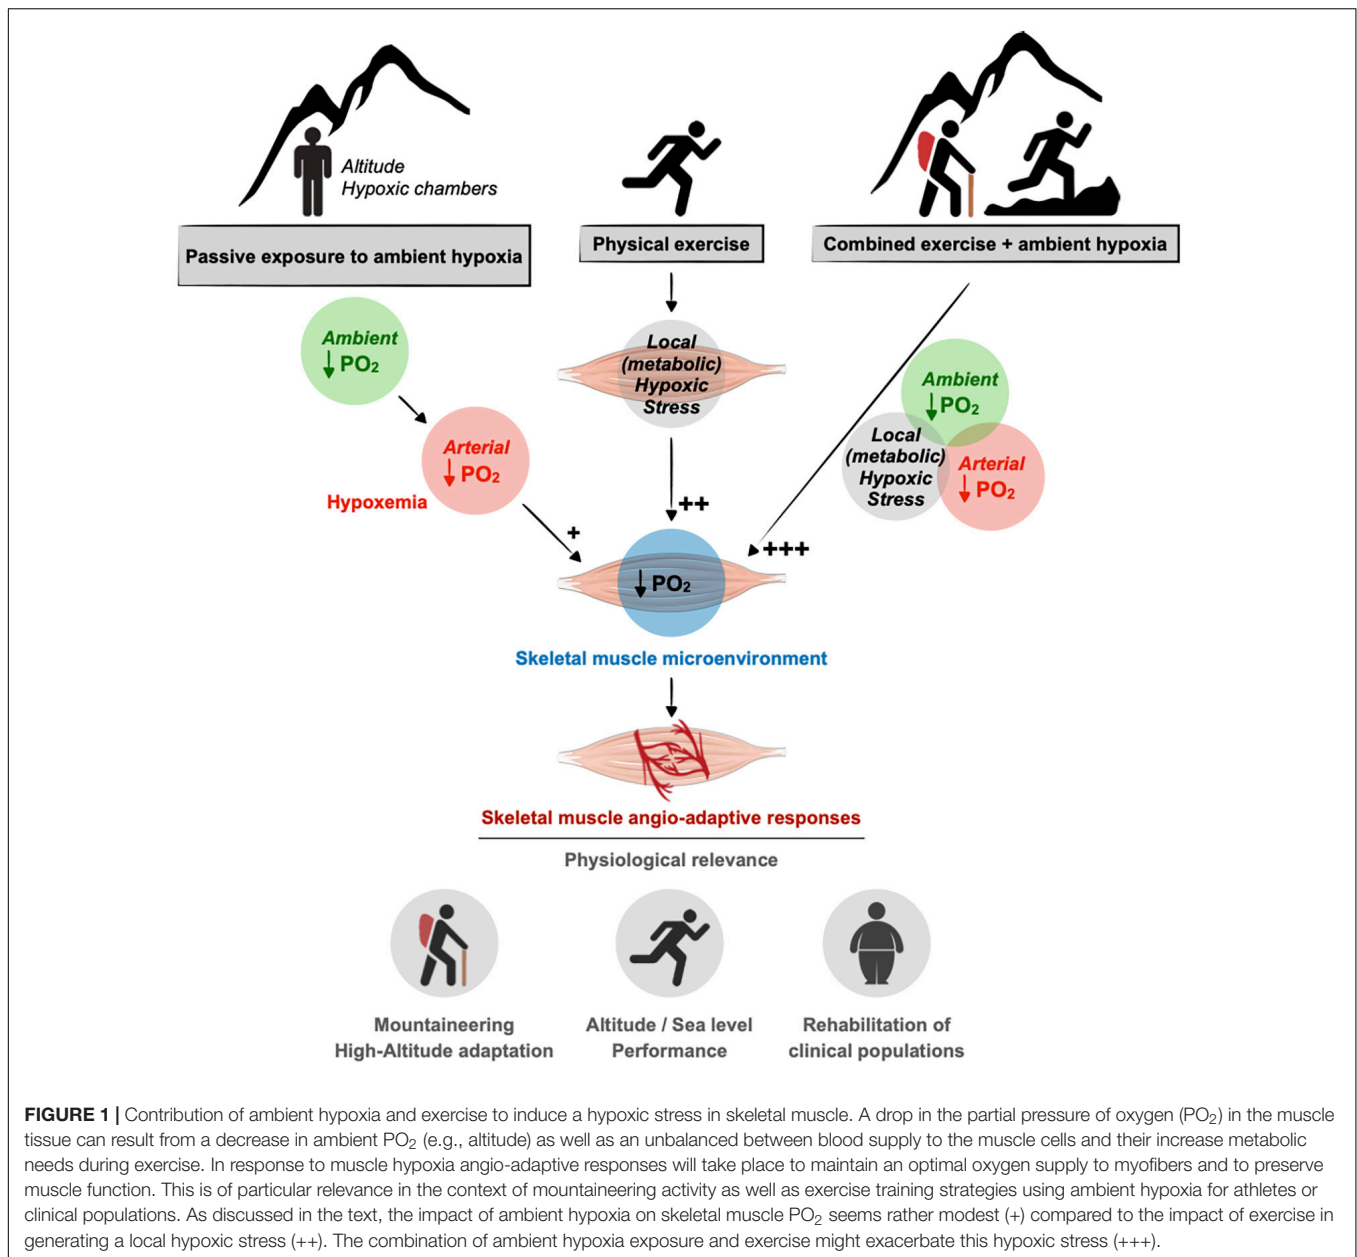 Altitude
Hypoxic chambers
Passive exposure to ambient hypoxia
Physical exercise
Combined exercise + ambient hypoxia
Ambient
↓ PO₂
Arterial
↓ PO₂
Hypoxemia
+
Local
(metabolic)
Hypoxic
Stress
++
Ambient
↓ PO₂
Local
(metabolic)
Hypoxic
Stress
Arterial
↓ PO₂
+++
↓ PO₂
Skeletal muscle microenvironment
Skeletal muscle angio-adaptive responses
Physiological relevance
Mountaineering
High-Altitude adaptation
Altitude / Sea level
Performance
Rehabilitation of
clinical populations
FIGURE 1 | Contribution of ambient hypoxia and exercise to induce a hypoxic stress in skeletal muscle. A drop in the partial pressure of oxygen (PO₂) in the muscle
tissue can result from a decrease in ambient PO₂ (e.g., altitude) as well as an unbalanced between blood supply to the muscle cells and their increase metabolic
needs during exercise. In response to muscle hypoxia angio-adaptive responses will take place to maintain an optimal oxygen supply to myofibers and to preserve
muscle function. This is of particular relevance in the context of mountaineering activity as well as exercise training strategies using ambient hypoxia for athletes or
clinical populations. As discussed in the text, the impact of ambient hypoxia on skeletal muscle PO₂ seems rather modest (+) compared to the impact of exercise in
generating a local hypoxic stress (++). The combination of ambient hypoxia exposure and exercise might exacerbate this hypoxic stress (+++).